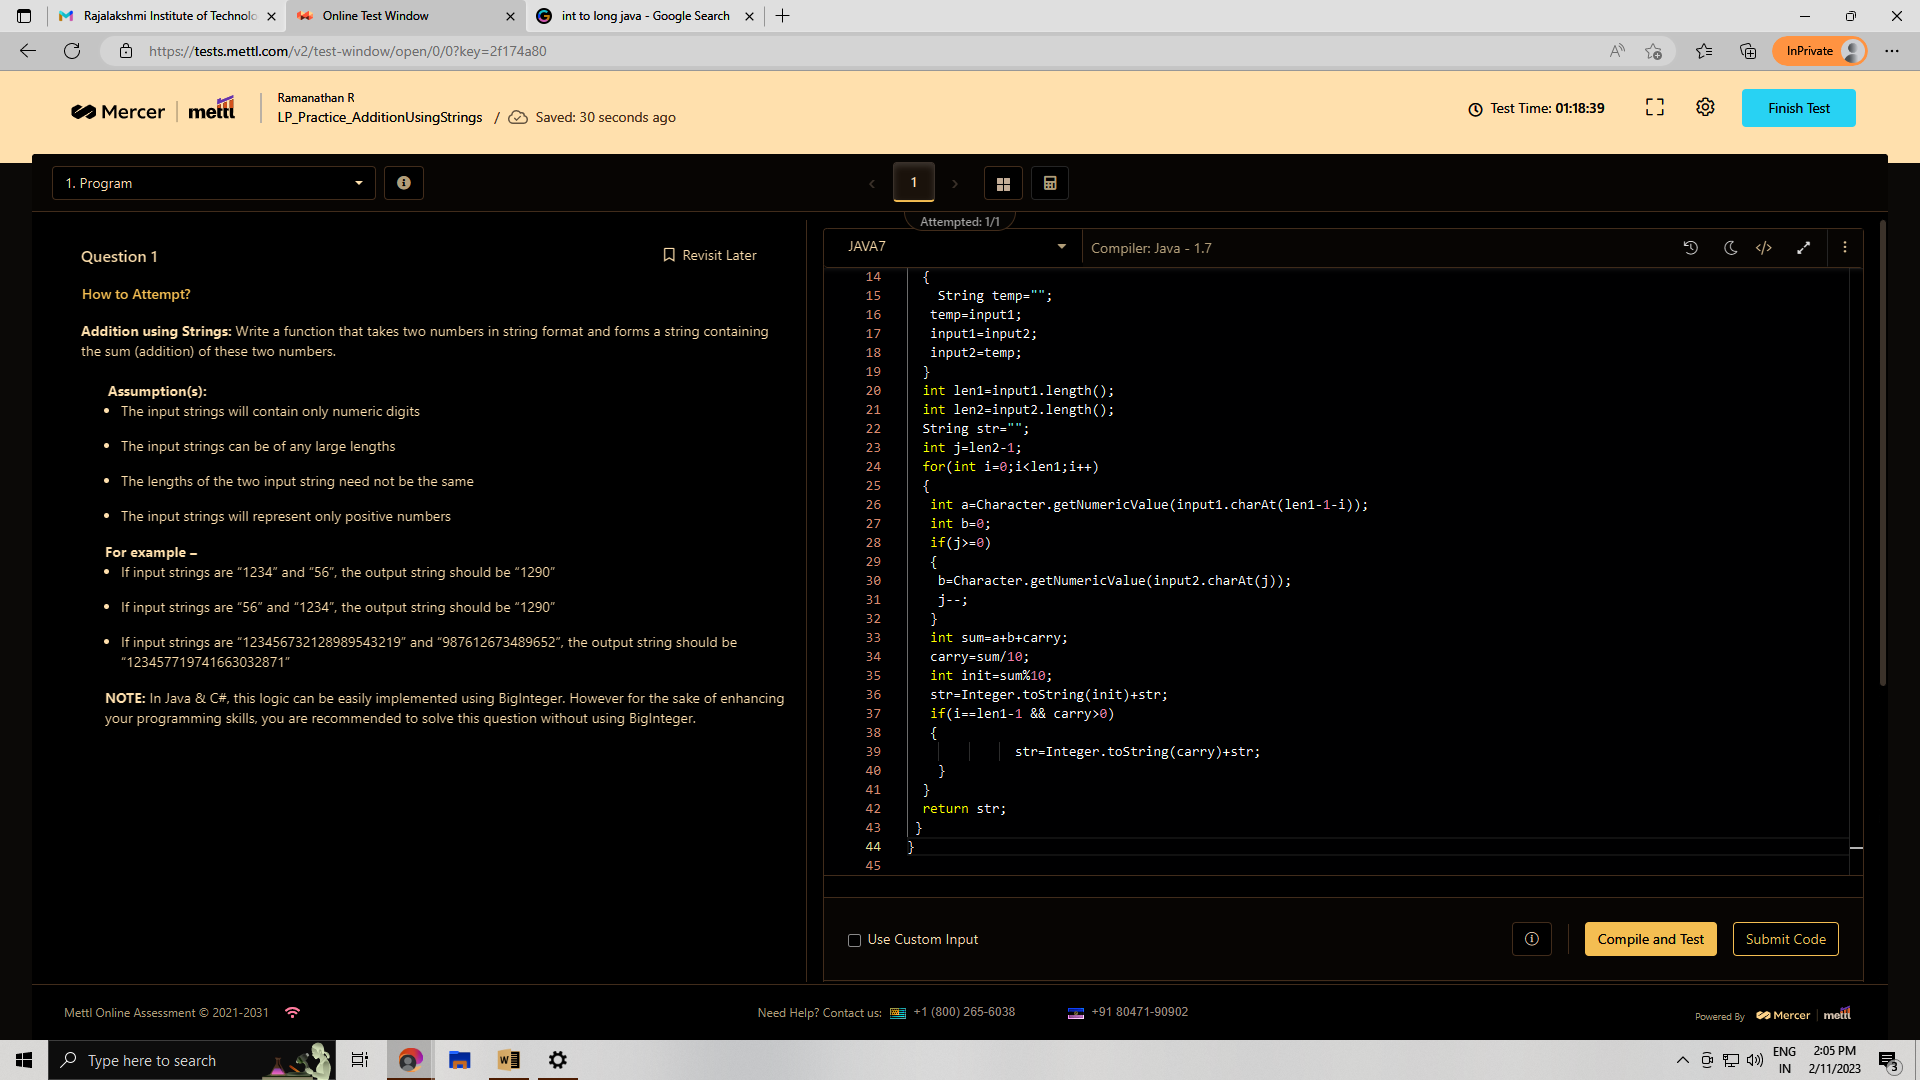 Rajalakshmi Institute of Technolo
Online Test Window
int to long java - Google Search
https://tests.mettl.com/v2/test-window/open/0/0?key=2f174a80
InPrivate
Mercer
mettl
Ramanathan R
LP_Practice_AdditionUsingStrings / Saved: 30 seconds ago
Test Time: 01:18:39
Finish Test
1. Program
1
Attempted: 1/1
Question 1
Revisit Later
How to Attempt?
Addition using Strings: Write a function that takes two numbers in string format and forms a string containing
the sum (addition) of these two numbers.
Assumption(s):
• The input strings will contain only numeric digits
• The input strings can be of any large lengths
• The lengths of the two input string need not be the same
• The input strings will represent only positive numbers
For example –
• If input strings are “1234” and “56”, the output string should be “1290”
• If input strings are “56” and “1234”, the output string should be “1290”
• If input strings are “123456732128989543219” and “987612673489652”, the output string should be
“123457719741663032871”
NOTE: In Java & C#, this logic can be easily implemented using BigInteger. However for the sake of enhancing
your programming skills, you are recommended to solve this question without using BigInteger.
JAVA7
Compiler: Java - 1.7
14 {
15 String temp="";
16 temp=input1;
17 input1=input2;
18 input2=temp;
19 }
20 int len1=input1.length();
21 int len2=input2.length();
22 String str="";
23 int j=len2-1;
24 for(int i=0;i<len1;i++)
25 {
26 int a=Character.getNumericValue(input1.charAt(len1-1-i));
27 int b=0;
28 if(j>=0)
29 {
30 b=Character.getNumericValue(input2.charAt(j));
31 j--;
32 }
33 int sum=a+b+carry;
34 carry=sum/10;
35 int init=sum%10;
36 str=Integer.toString(init)+str;
37 if(i==len1-1 && carry>0)
38 {
39 str=Integer.toString(carry)+str;
40 }
41 }
42 return str;
43 }
44 }
45
Use Custom Input
Compile and Test
Submit Code
Mettl Online Assessment © 2021-2031
Need Help? Contact us: +1 (800) 265-6038
+91 80471-90902
Powered By Mercer mettl
Type here to search
ENG
IN
2:05 PM
2/11/2023
3